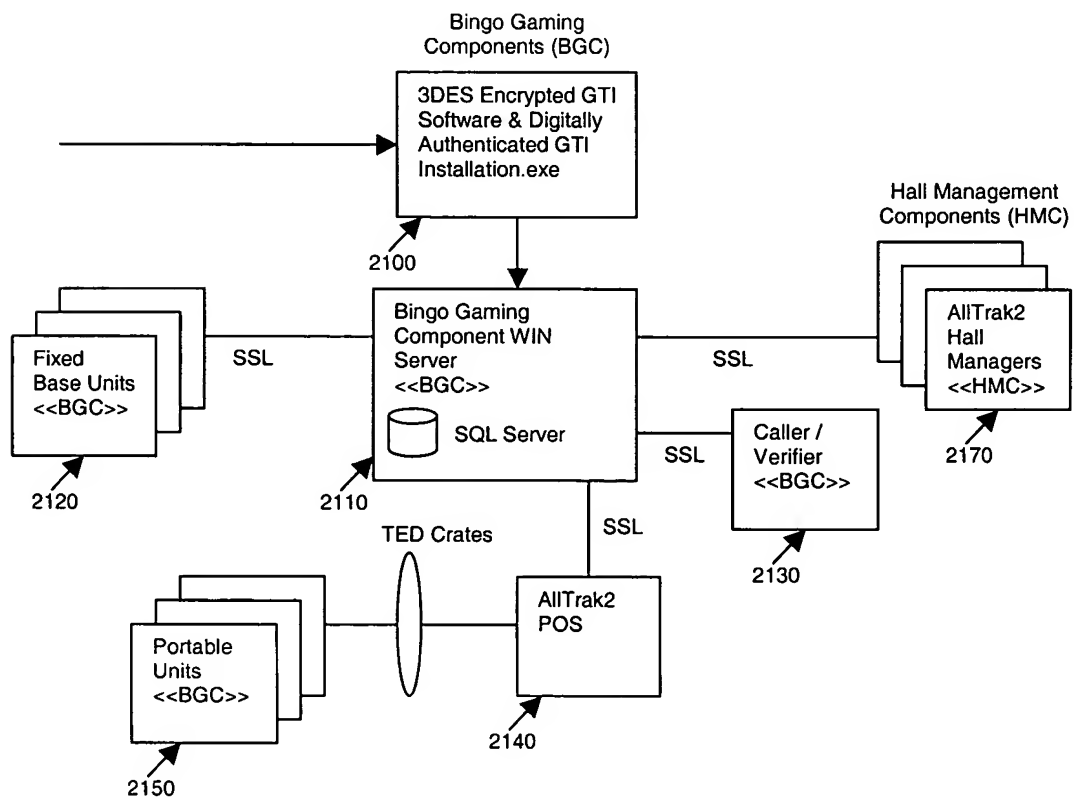 Bingo Gaming
Components (BGC)
3DES Encrypted GTI
Software & Digitally
Authenticated GTI
Installation.exe
2100
Hall Management
Components (HMC)
Fixed
Base Units
<<BGC>>
2120
SSL
Bingo Gaming
Component WIN
Server
<<BGC>>
SQL Server
2110
SSL
AllTrak2
Hall
Managers
<<HMC>>
2170
SSL
Caller /
Verifier
<<BGC>>
2130
SSL
TED Crates
AllTrak2
POS
2140
Portable
Units
<<BGC>>
2150